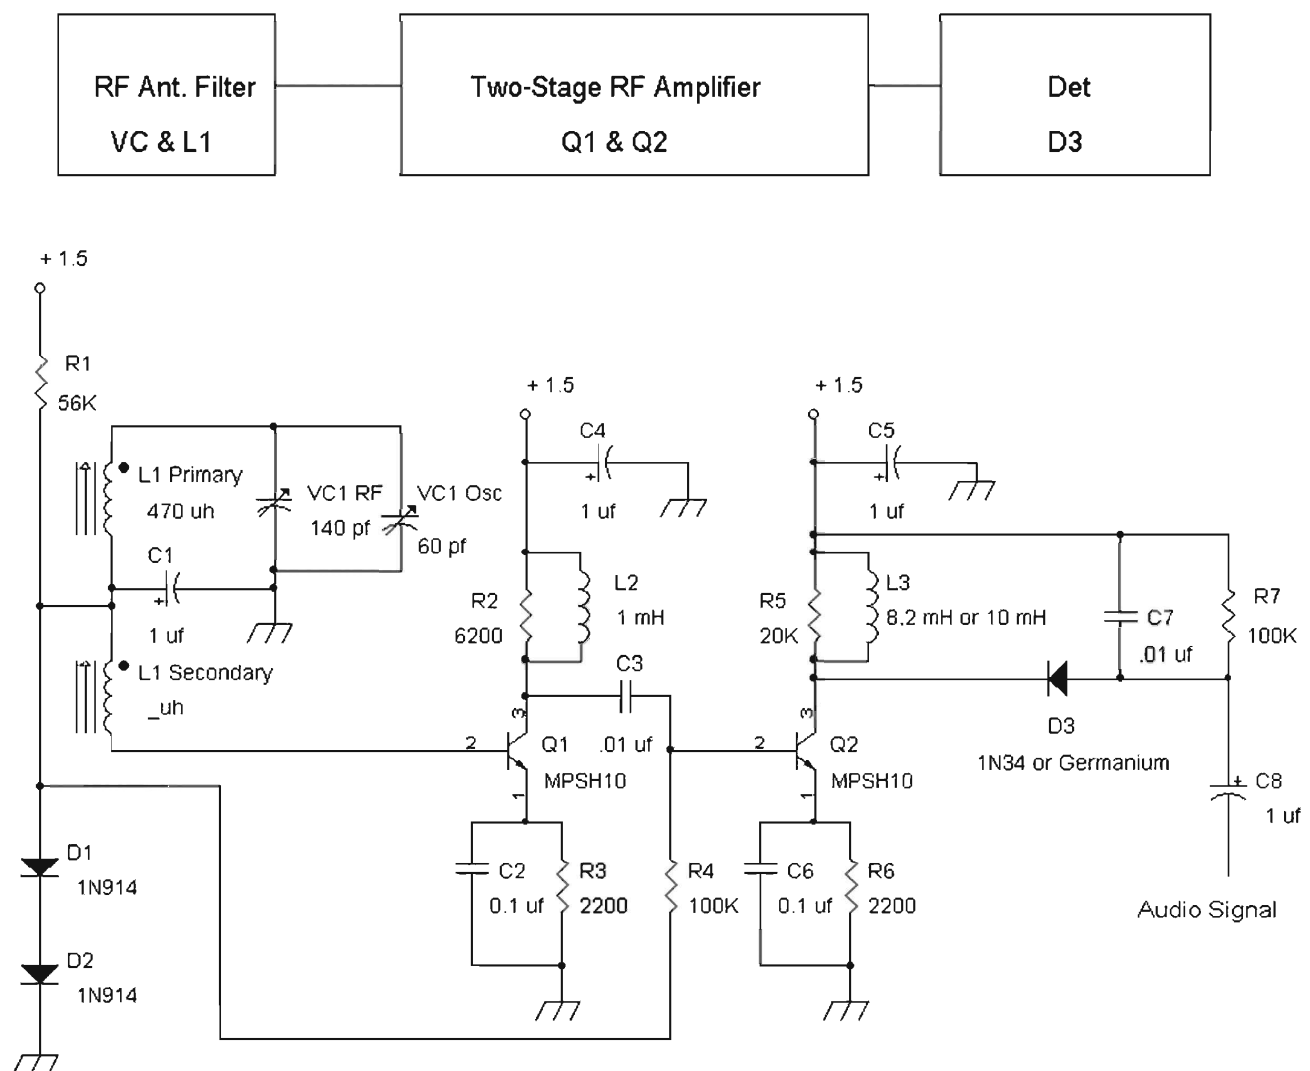 RF Ant. Filter
VC & L1
Two-Stage RF Amplifier
Q1 & Q2
Det
D3
+ 1.5
R1
56K
L1 Primary
470 uh
VC1 RF
140 pf
VC1 Osc
60 pf
C1
+
1 uf
L1 Secondary
_uh
D1
1N914
D2
1N914
+ 1.5
C4
+
1 uf
R2
6200
L2
1 mH
C3
.01 uf
3
2
1
Q1
MPSH10
C2
0.1 uf
R3
2200
R4
100K
+ 1.5
C5
+
1 uf
R5
20K
L3
8.2 mH or 10 mH
3
2
1
Q2
MPSH10
C6
0.1 uf
R6
2200
C7
.01 uf
R7
100K
D3
1N34 or Germanium
+
C8
1 uf
Audio Signal